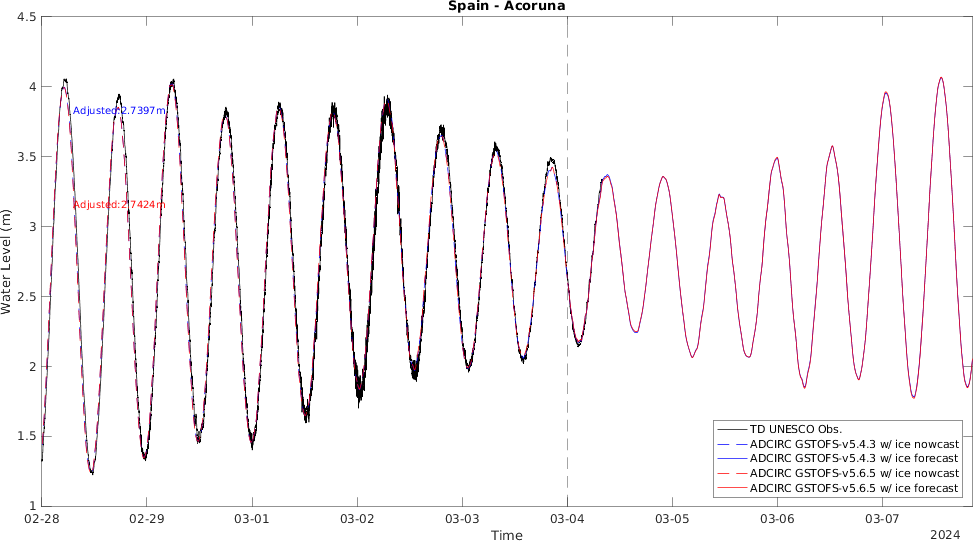 Spain - Acoruna
4.5
4
3.5
3
2.5
2
1.5
1
Water Level (m)
Adjusted:2.7397m
Adjusted:2.7424m
TD UNESCO Obs.
ADCIRC GSTOFS-v5.4.3 w/ ice nowcast
ADCIRC GSTOFS-v5.4.3 w/ ice forecast
ADCIRC GSTOFS-v5.6.5 w/ ice nowcast
ADCIRC GSTOFS-v5.6.5 w/ ice forecast
02-28 02-29 03-01 03-02 03-03 03-04 03-05 03-06 03-07
Time
2024